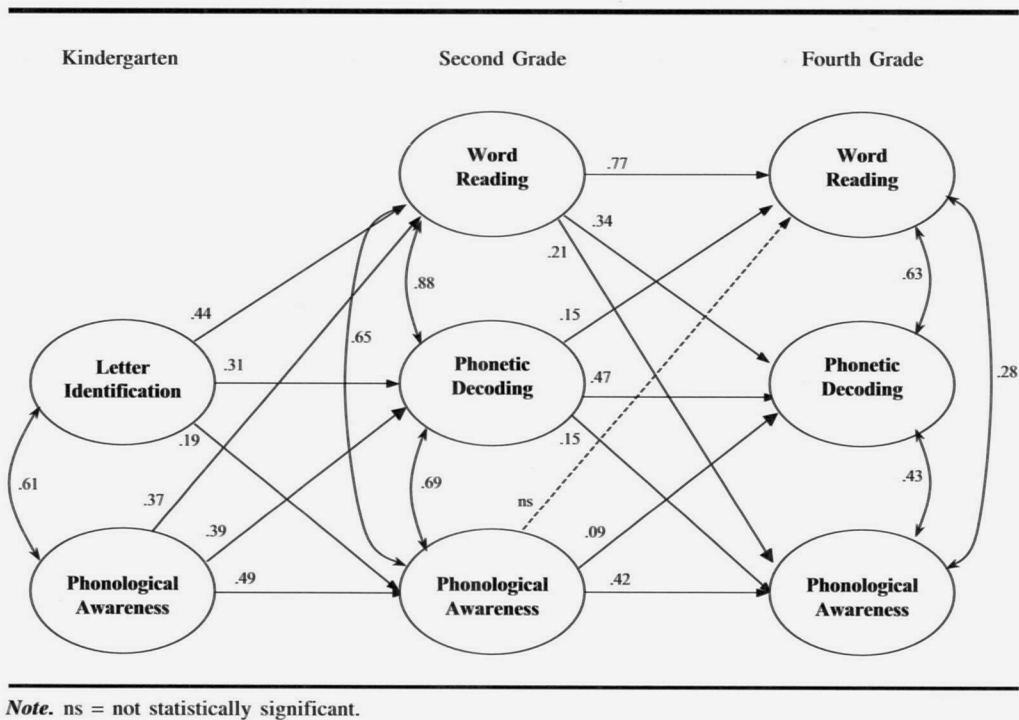 Kindergarten Second Grade Fourth Grade
Word
Reading
.77
Word
Reading
.34
.21
.88
.63
.44
.65
.15
Letter
Identification
.31
Phonetic
Decoding
.47
Phonetic
Decoding
.28
.19
.15
.61
.69
.43
.37
ns
.39
.09
Phonological
Awareness
.49
Phonological
Awareness
.42
Phonological
Awareness
Note. ns = not statistically significant.